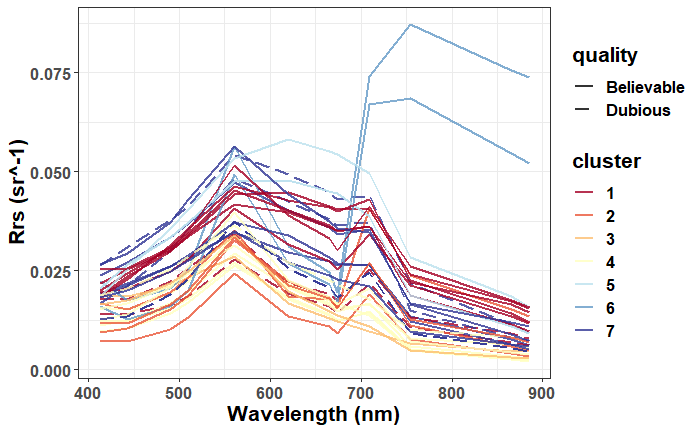 0.075
0.050
0.025
0.000
Rrs (sr^-1)
400 500 600 700 800 900
Wavelength (nm)
quality
Believable
Dubious
cluster
1
2
3
4
5
6
7